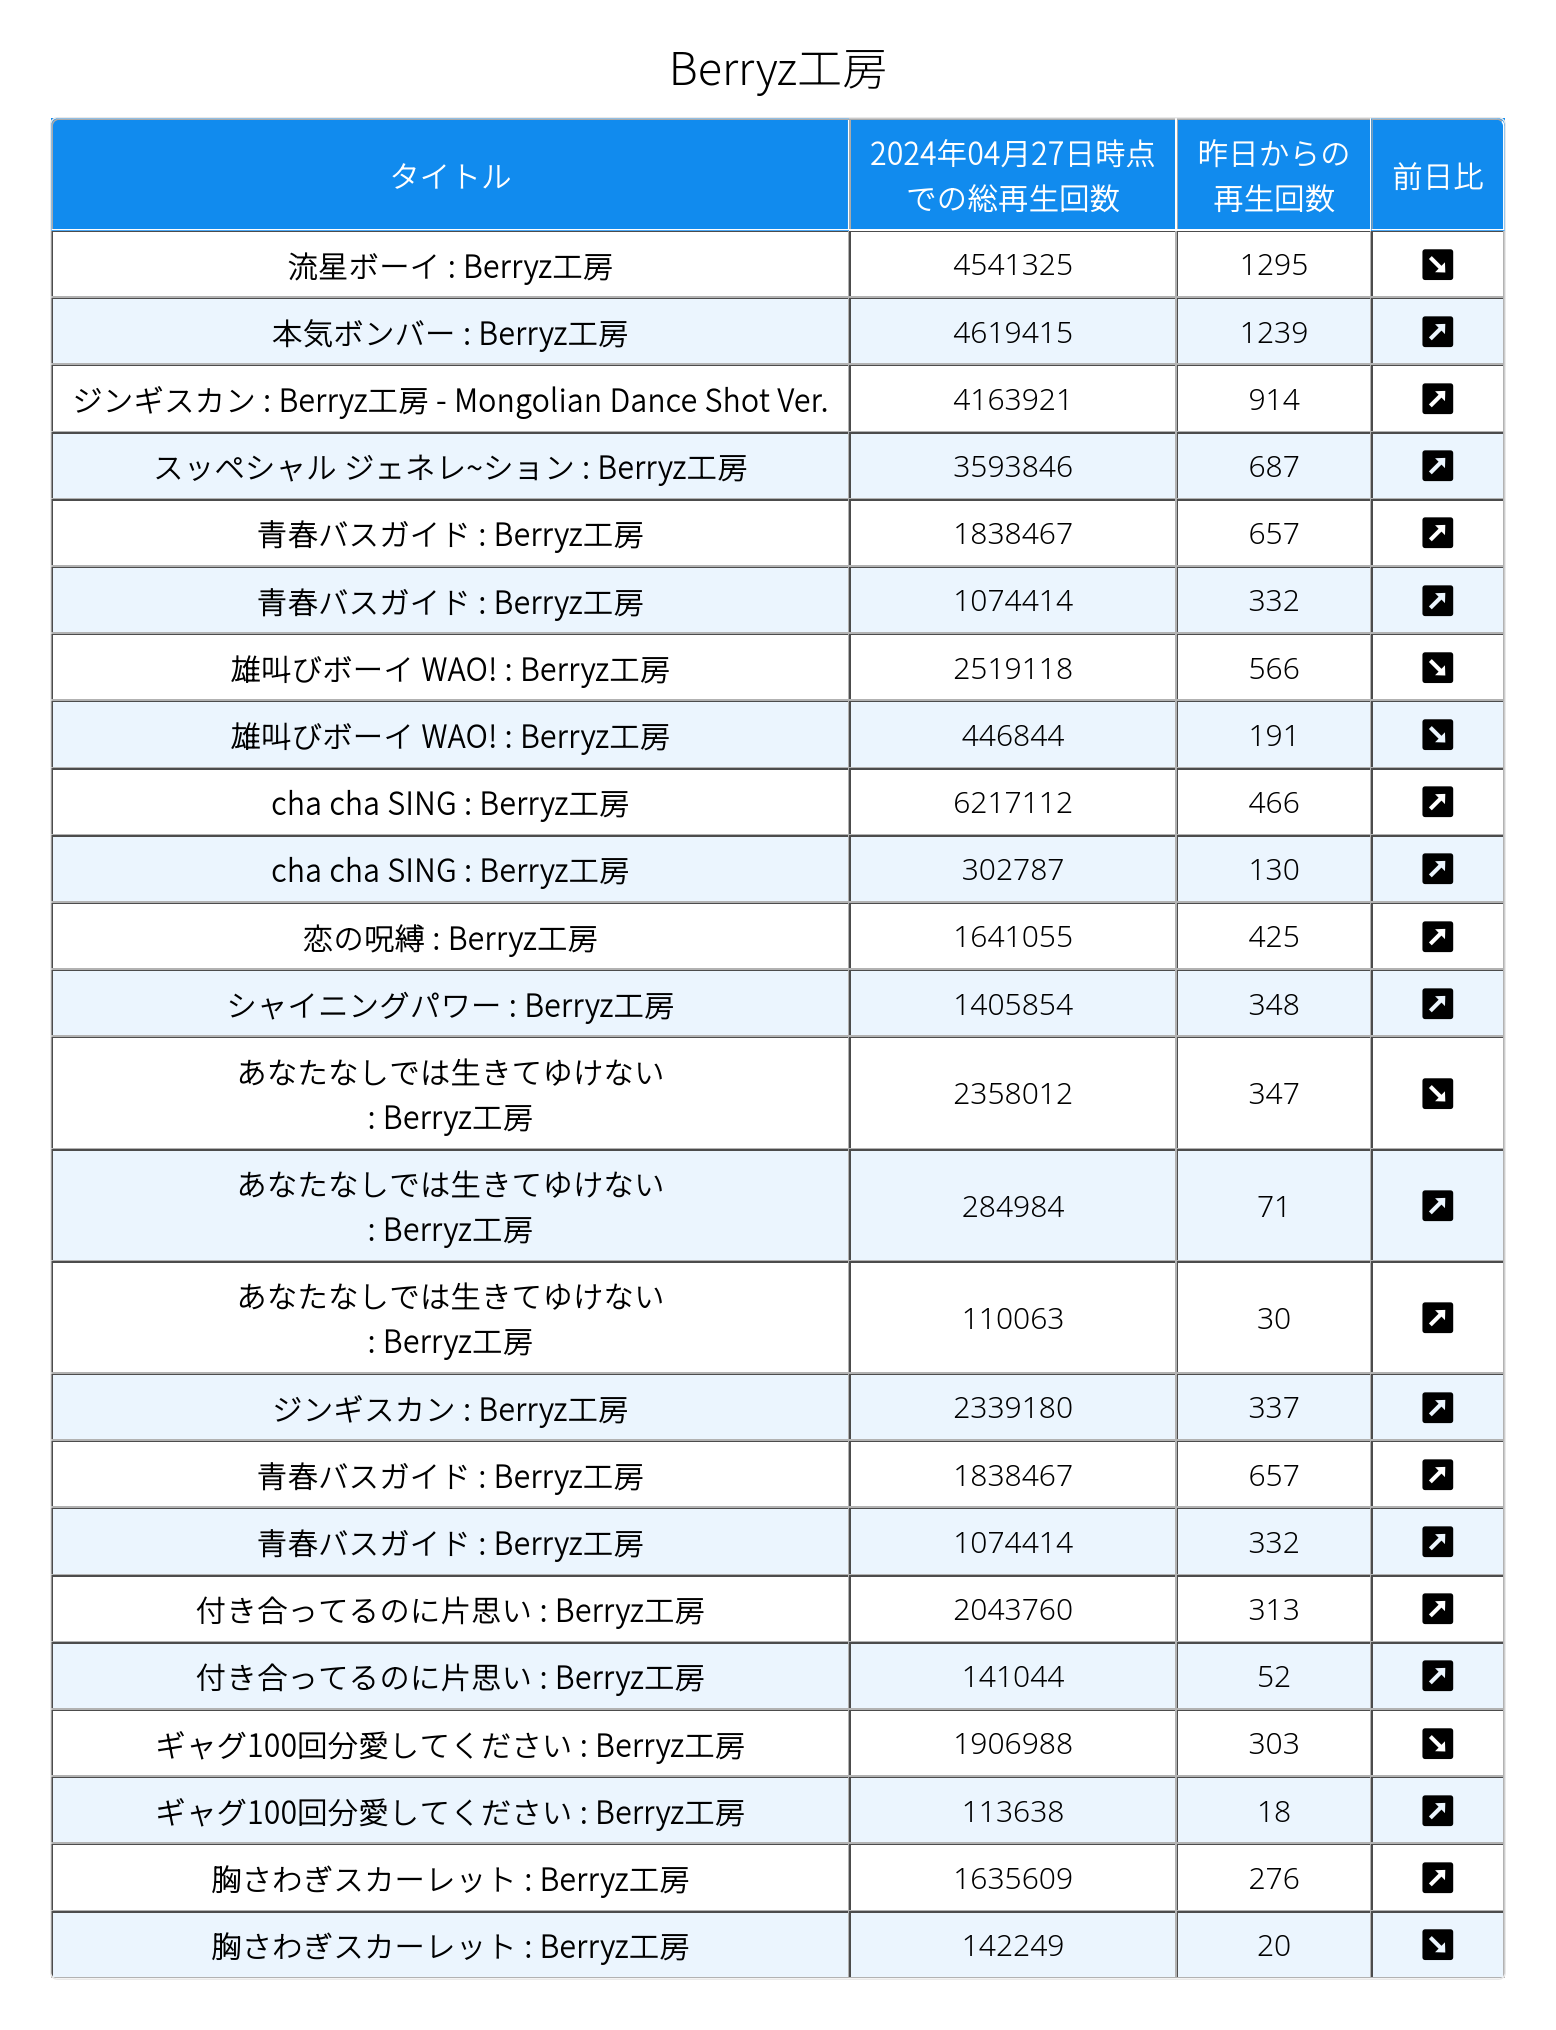 Berryz工房
タイトル
2024年04月27日時点
での総再生回数
昨日からの
再生回数
前日比
流星ボーイ : Berryz工房 4541325 1295
本気ボンバー : Berryz工房 4619415 1239
ジンギスカン : Berryz工房 - Mongolian Dance Shot Ver. 4163921 914
スッペシャル ジェネレ~ション : Berryz工房 3593846 687
青春バスガイド : Berryz工房 1838467 657
青春バスガイド : Berryz工房 1074414 332
雄叫びボーイ WAO! : Berryz工房 2519118 566
雄叫びボーイ WAO! : Berryz工房 446844 191
cha cha SING : Berryz工房 6217112 466
cha cha SING : Berryz工房 302787 130
恋の呪縛 : Berryz工房 1641055 425
シャイニングパワー : Berryz工房 1405854 348
あなたなしでは生きてゆけない
: Berryz工房 2358012 347
あなたなしでは生きてゆけない
: Berryz工房 284984 71
あなたなしでは生きてゆけない
: Berryz工房 110063 30
ジンギスカン : Berryz工房 2339180 337
青春バスガイド : Berryz工房 1838467 657
青春バスガイド : Berryz工房 1074414 332
付き合ってるのに片思い : Berryz工房 2043760 313
付き合ってるのに片思い : Berryz工房 141044 52
ギャグ100回分愛してください : Berryz工房 1906988 303
ギャグ100回分愛してください : Berryz工房 113638 18
胸さわぎスカーレット : Berryz工房 1635609 276
胸さわぎスカーレット : Berryz工房 142249 20